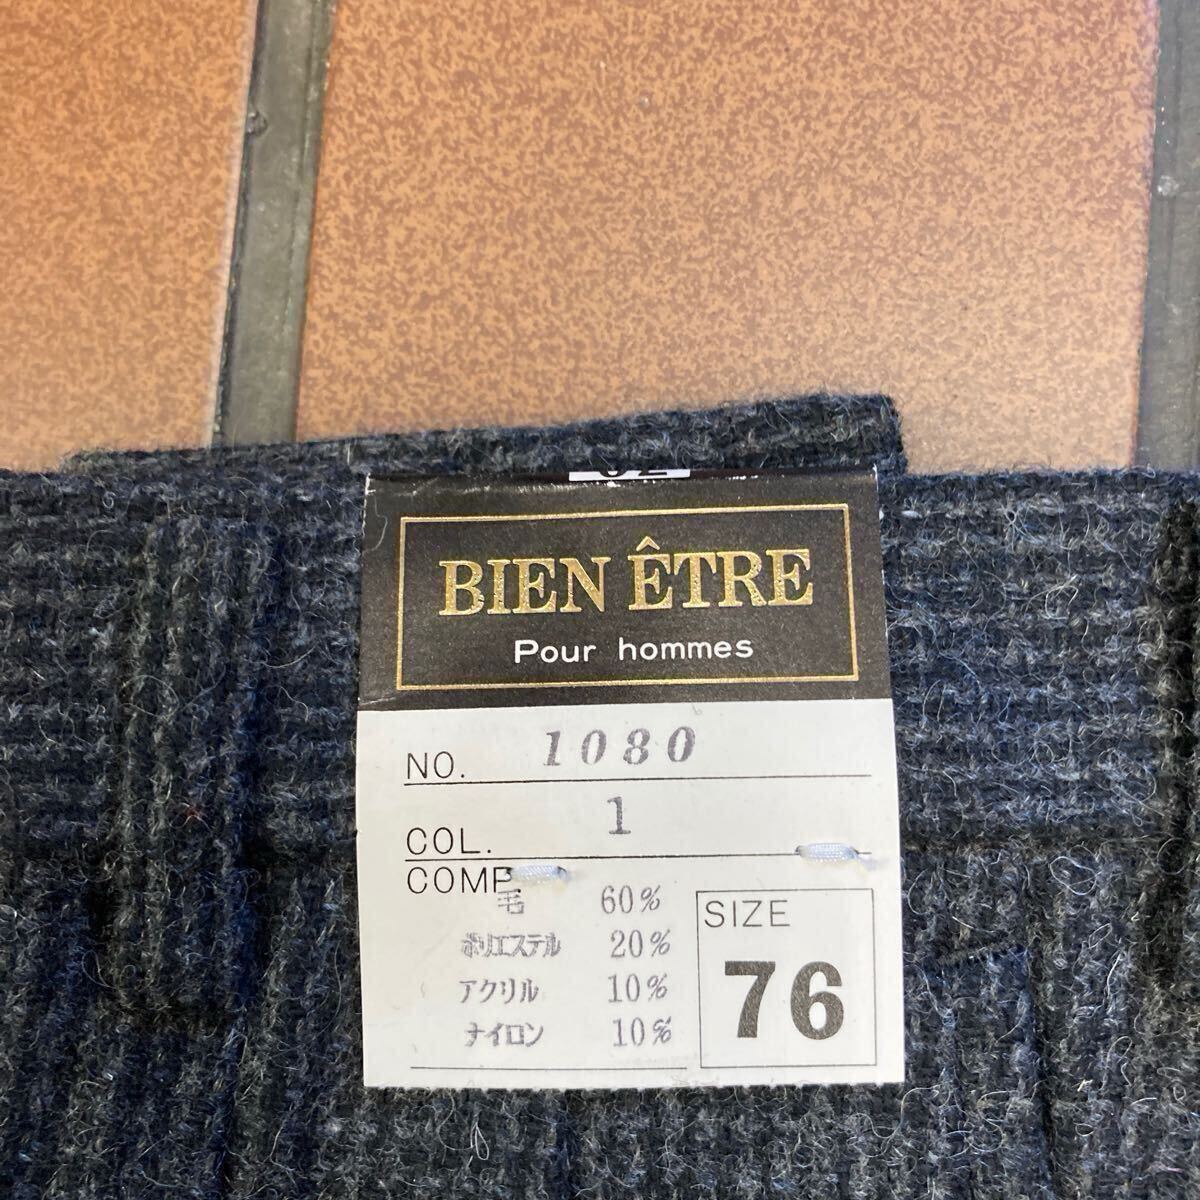 BIEN ÊTRE
Pour hommes
NO. 1080
COL. 1
COMP.
毛 60%
ポリエステル 20%
アクリル 10%
ナイロン 10%
SIZE
76